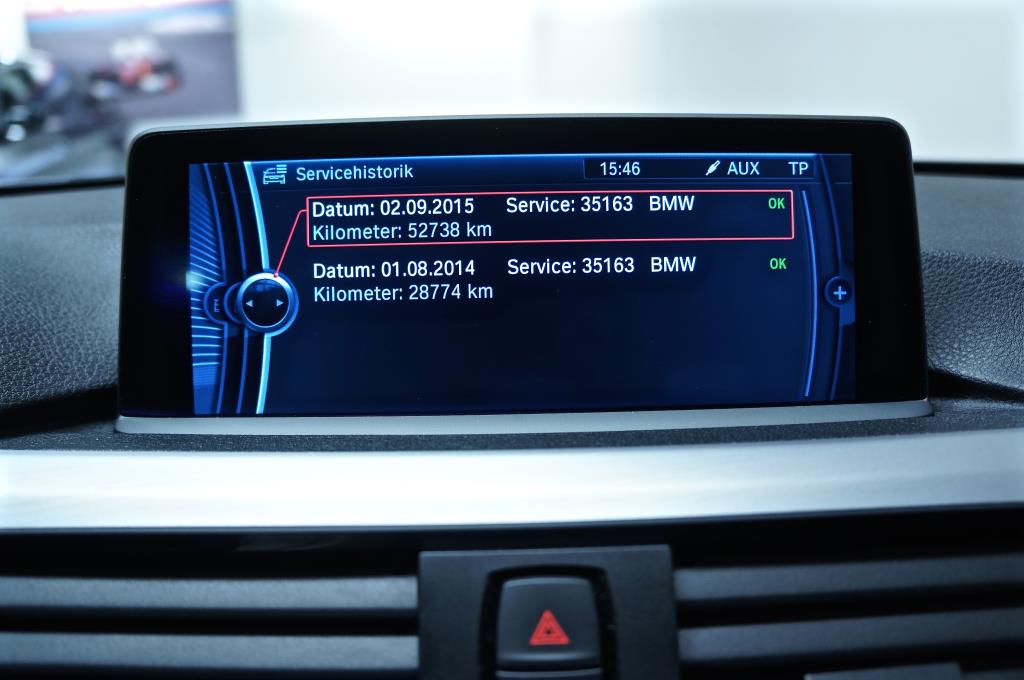 Servicehistorik 15:46 AUX TP
Datum: 02.09.2015 Service: 35163 BMW OK
Kilometer: 52738 km
Datum: 01.08.2014 Service: 35163 BMW OK
Kilometer: 28774 km